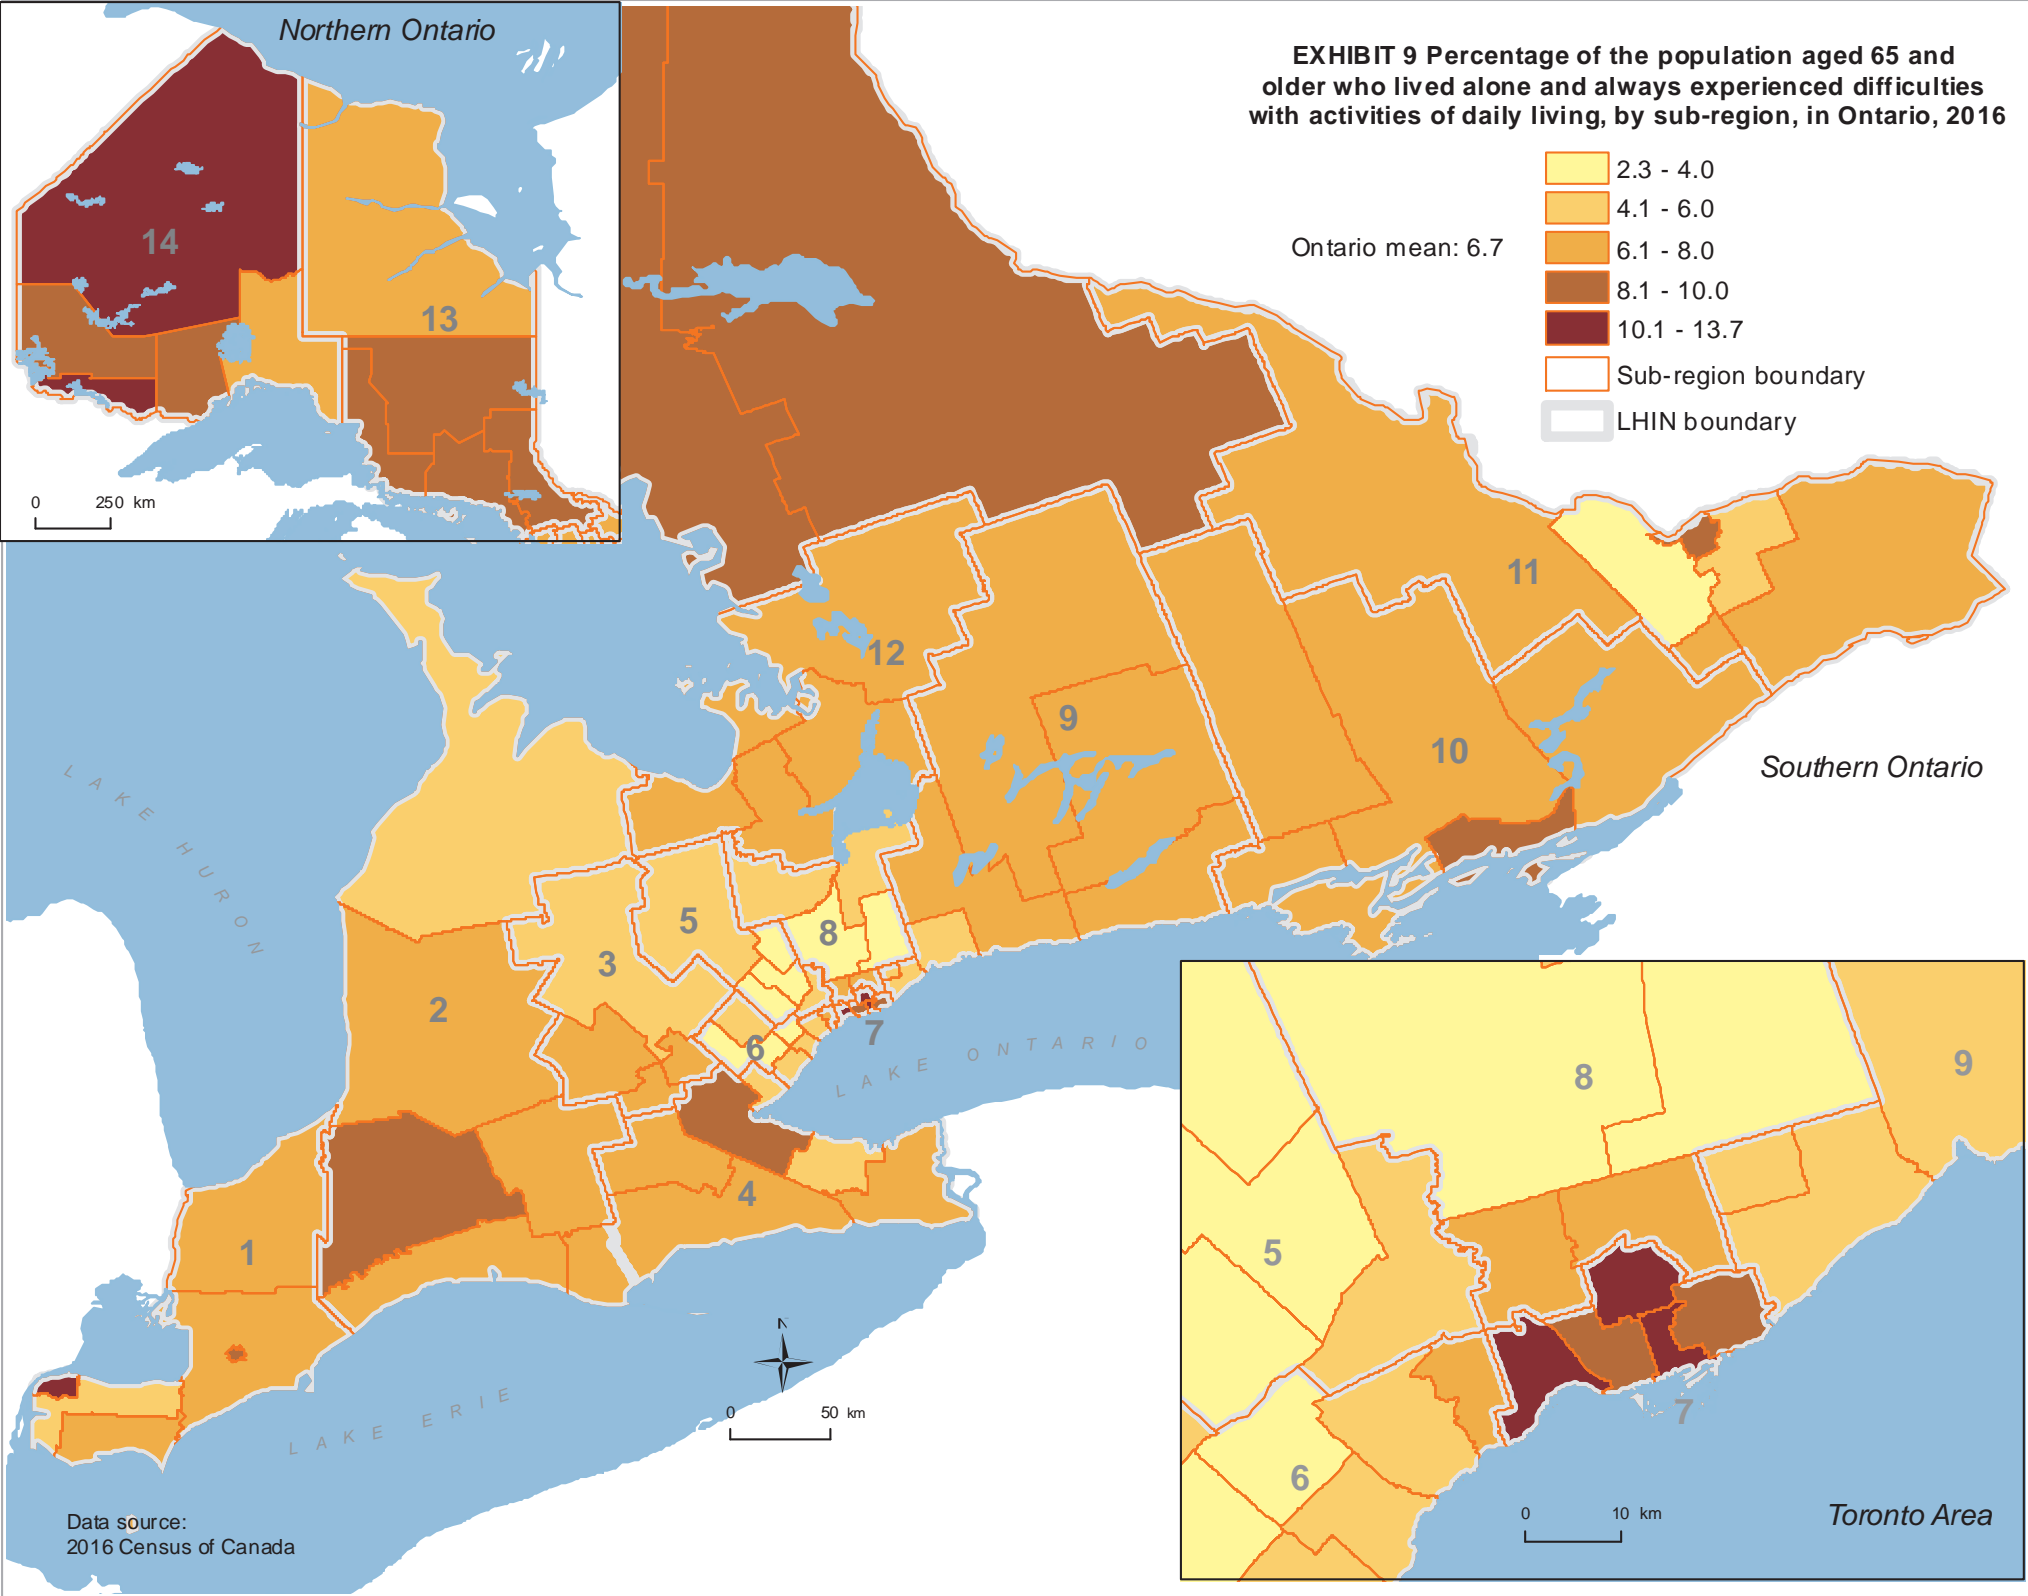 Northern Ontario
14
13
0 250 km
EXHIBIT 9 Percentage of the population aged 65 and
older who lived alone and always experienced difficulties
with activities of daily living, by sub-region, in Ontario, 2016
Ontario mean: 6.7
2.3 - 4.0
4.1 - 6.0
6.1 - 8.0
8.1 - 10.0
10.1 - 13.7
Sub-region boundary
LHIN boundary
11
12
9
10
Southern Ontario
LAKE HURON
5
8
3
2
7
6
LAKE ONTARIO
4
1
N
0 50 km
LAKE ERIE
Data source:
2016 Census of Canada
8
9
5
7
6
0 10 km
Toronto Area